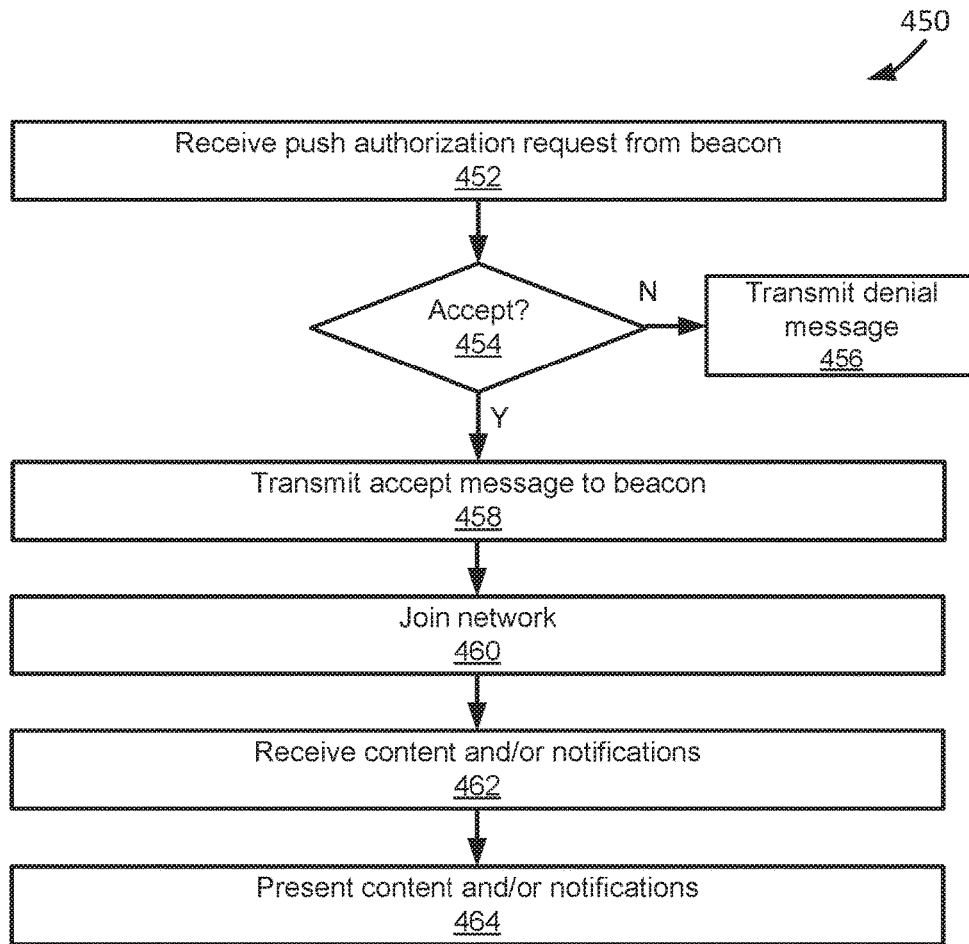 450
Receive push authorization request from beacon
452
Accept?
454
N
Transmit denial
message
456
Y
Transmit accept message to beacon
458
Join network
460
Receive content and/or notifications
462
Present content and/or notifications
464